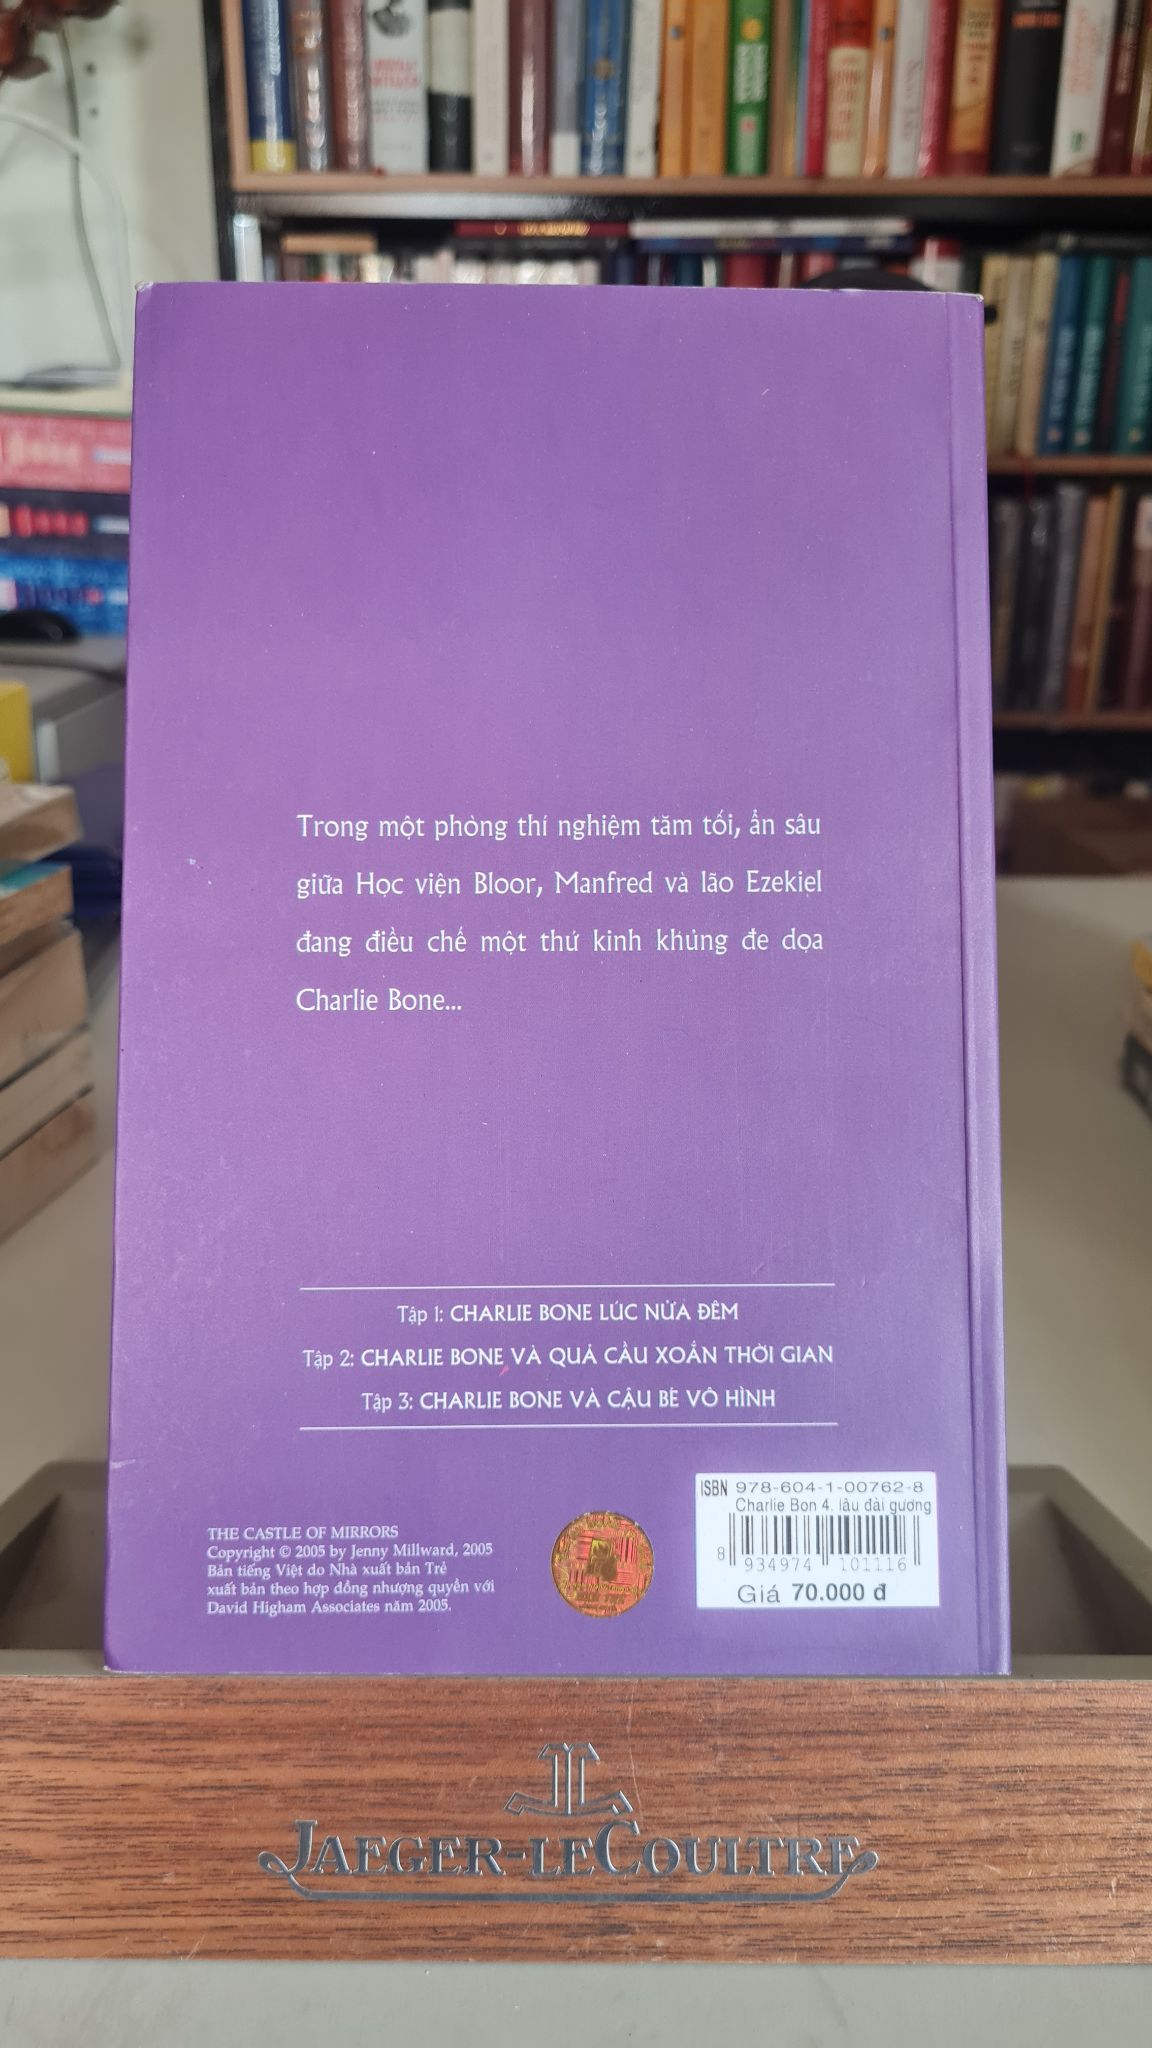 Trong một phòng thí nghiệm tăm tối, ẩn sâu
giữa Học viện Bloor, Manfred và lão Ezekiel
đang điều chế một thứ kinh khủng đe dọa
Charlie Bone...
Tập 1: CHARLIE BONE LÚC NỬA ĐÊM
Tập 2: CHARLIE BONE VÀ QUẢ CẦU XOẮN THỜI GIAN
Tập 3: CHARLIE BONE VÀ CẬU BÉ VÔ HÌNH
THE CASTLE OF MIRRORS
Copyright © 2005 by Jenny Millward, 2005
Bản tiếng Việt do Nhà xuất bản Trẻ
xuất bản theo hợp đồng nhượng quyền với
David Higham Associates năm 2005.
ISBN 978-604-1-00762-8
Charlie Bon 4. lâu đài gương
8 934974 101116
Giá 70.000 đ
JAEGER-LECOULTRE